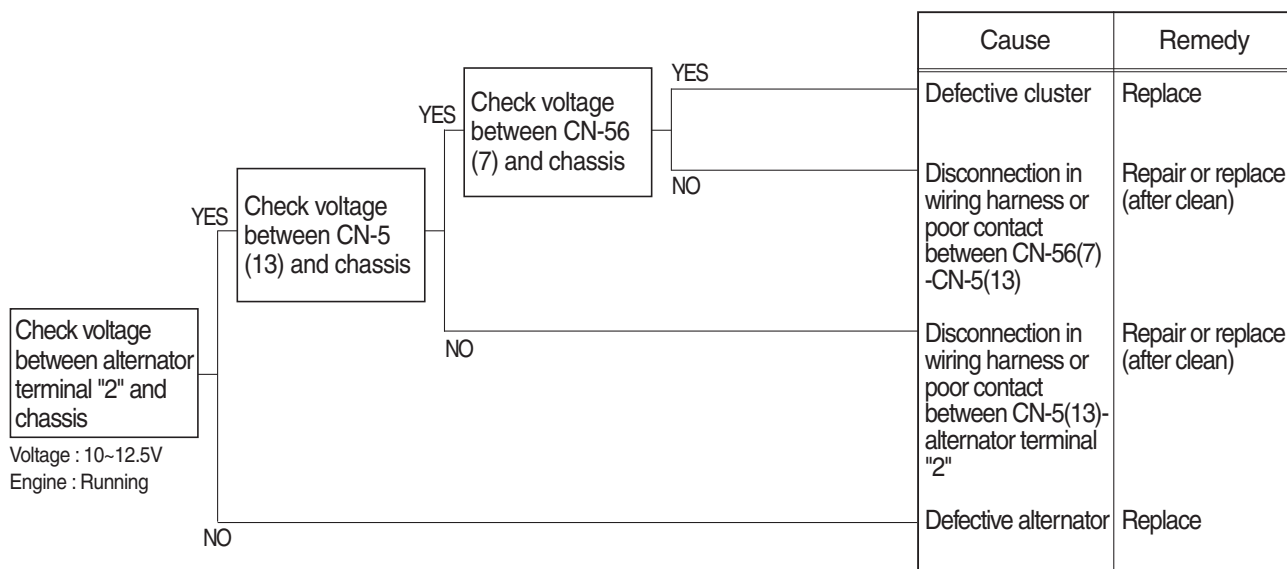 Cause
Remedy
YES
Defective cluster
Replace
YES
Check voltage
between CN-56
(7) and chassis
NO
Disconnection in
wiring harness or
poor contact
between CN-56(7)
-CN-5(13)
Repair or replace
(after clean)
YES
Check voltage
between CN-5
(13) and chassis
NO
Disconnection in
wiring harness or
poor contact
between CN-5(13)-
alternator terminal
"2"
Repair or replace
(after clean)
Check voltage
between alternator
terminal "2" and
chassis
Voltage : 10~12.5V
Engine : Running
NO
Defective alternator
Replace